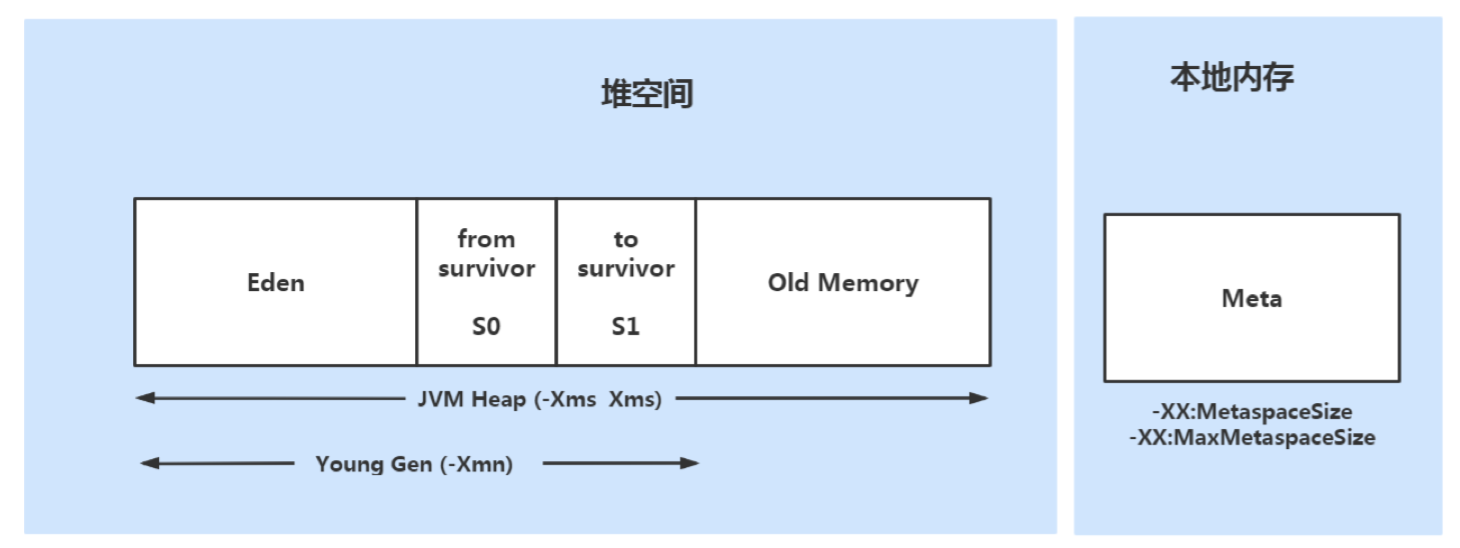 堆空间
本地内存
Eden
from
survivor
S0
to
survivor
S1
Old Memory
Meta
JVM Heap (-Xms Xms)
Young Gen (-Xmn)
-XX:MetaspaceSize
-XX:MaxMetaspaceSize